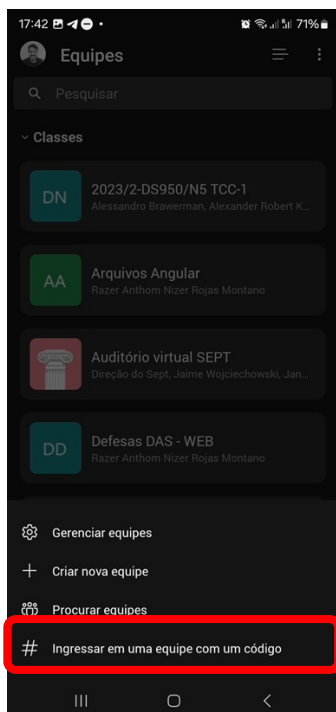 17:42 71%
Equipes
Pesquisar
Classes
DN
2023/2-DS950/N5 TCC-1
Alessandro Brawerman, Alexander Robert K...
AA
Arquivos Angular
Razer Anthom Nizer Rojas Montano
Auditório virtual SEPT
Direção do Sept, Jaime Wojciechowski, Jan...
DD
Defesas DAS - WEB
Razer Anthom Nizer Rojas Montano
Gerenciar equipes
Criar nova equipe
Procurar equipes
# Ingressar em uma equipe com um código